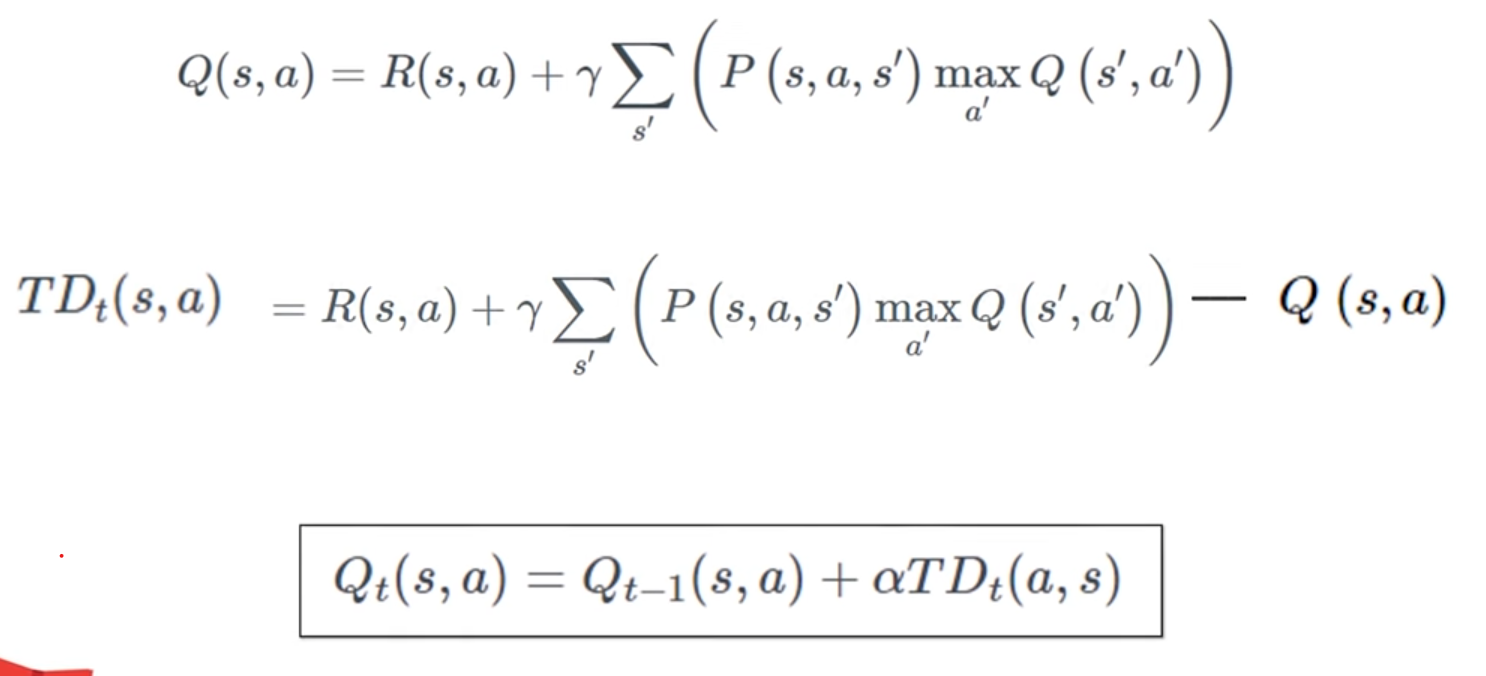 Q(s, a) = R(s, a) + γ ∑_{s′} ( P (s, a, s′) max_{a′} Q (s′, a′) )
TD_t(s, a) = R(s, a) + γ ∑_{s′} ( P (s, a, s′) max_{a′} Q (s′, a′) ) — Q (s, a)
Q_t(s, a) = Q_{t−1}(s, a) + αTD_t(a, s)